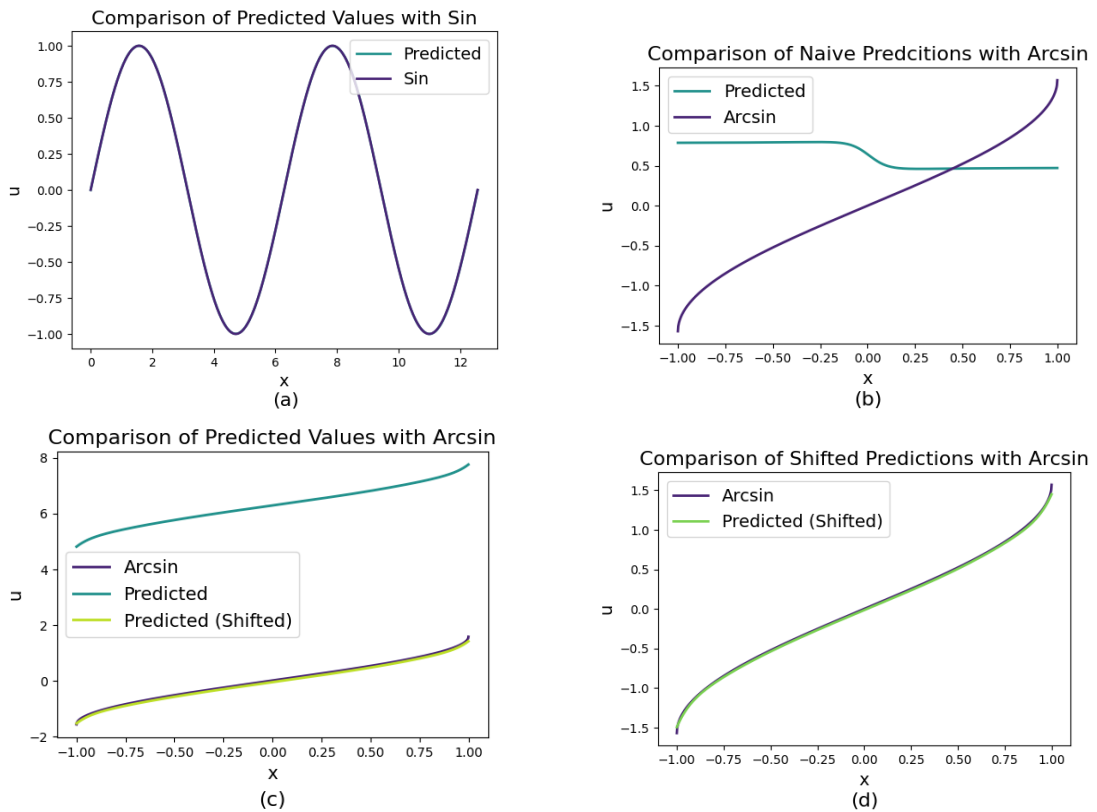 Comparison of Predicted Values with Sin
1.00
0.75
0.50
0.25
0.00
−0.25
−0.50
−0.75
−1.00
u
Predicted
Sin
0 2 4 6 8 10 12
x
(a)
Comparison of Naive Predcitions with Arcsin
1.5
1.0
0.5
0.0
−0.5
−1.0
−1.5
u
Predicted
Arcsin
−1.00 −0.75 −0.50 −0.25 0.00 0.25 0.50 0.75 1.00
x
(b)
Comparison of Predicted Values with Arcsin
8
6
4
2
0
−2
u
Arcsin
Predicted
Predicted (Shifted)
−1.00 −0.75 −0.50 −0.25 0.00 0.25 0.50 0.75 1.00
x
(c)
Comparison of Shifted Predictions with Arcsin
1.5
1.0
0.5
0.0
−0.5
−1.0
−1.5
u
Arcsin
Predicted (Shifted)
−1.00 −0.75 −0.50 −0.25 0.00 0.25 0.50 0.75 1.00
x
(d)